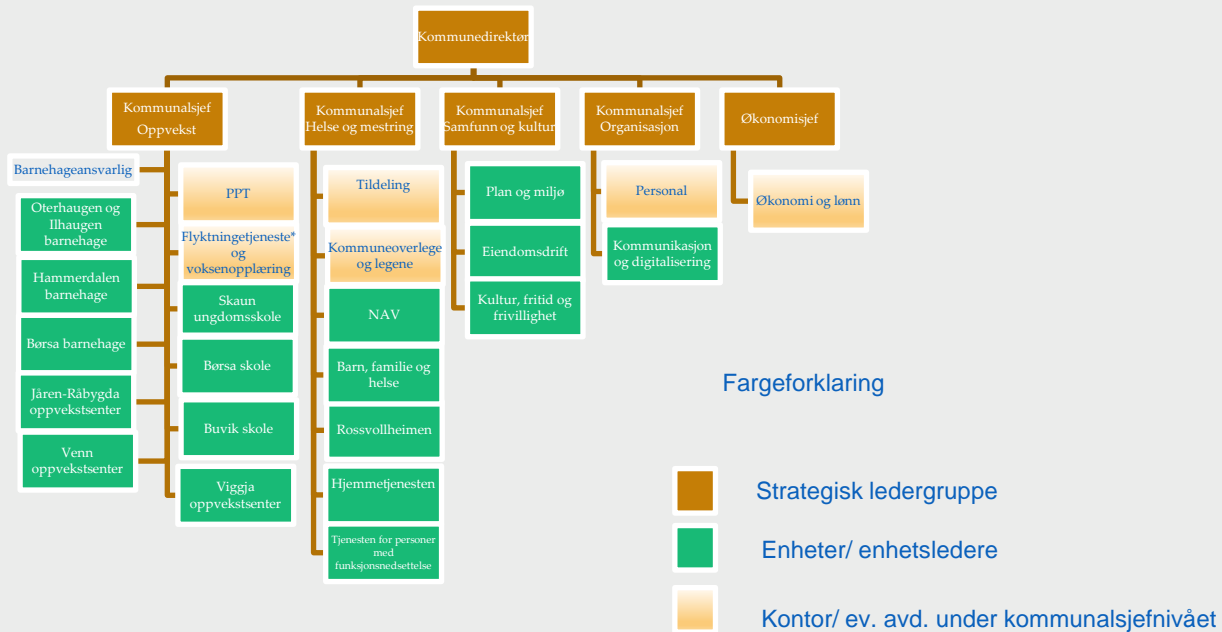 Kommunedirektør
Kommunalsjef
Oppvekst
Kommunalsjef
Helse og mestring
Kommunalsjef
Samfunn og kultur
Kommunalsjef
Organisasjon
Økonomisjef
Barnehageansvarlig
Oterhaugen og
Ilhaugen
barnehage
Hammerdalen
barnehage
Børsa barnehage
Jåren-Råbygda
oppvekstsenter
Venn
oppvekstsenter
PPT
Flyktningetjeneste*
og
voksenopplæring
Skaun
ungdomsskole
Børsa skole
Buvik skole
Viggja
oppvekstsenter
Tildeling
Kommuneoverlege
og legene
NAV
Barn, familie og
helse
Rossvollheimen
Hjemmetjenesten
Tjenesten for personer
med
funksjonsnedsettelse
Plan og miljø
Eiendomsdrift
Kultur, fritid og
frivillighet
Personal
Kommunikasjon
og digitalisering
Økonomi og lønn
Fargeforklaring
Strategisk ledergruppe
Enheter/ enhetsledere
Kontor/ ev. avd. under kommunalsjefnivået